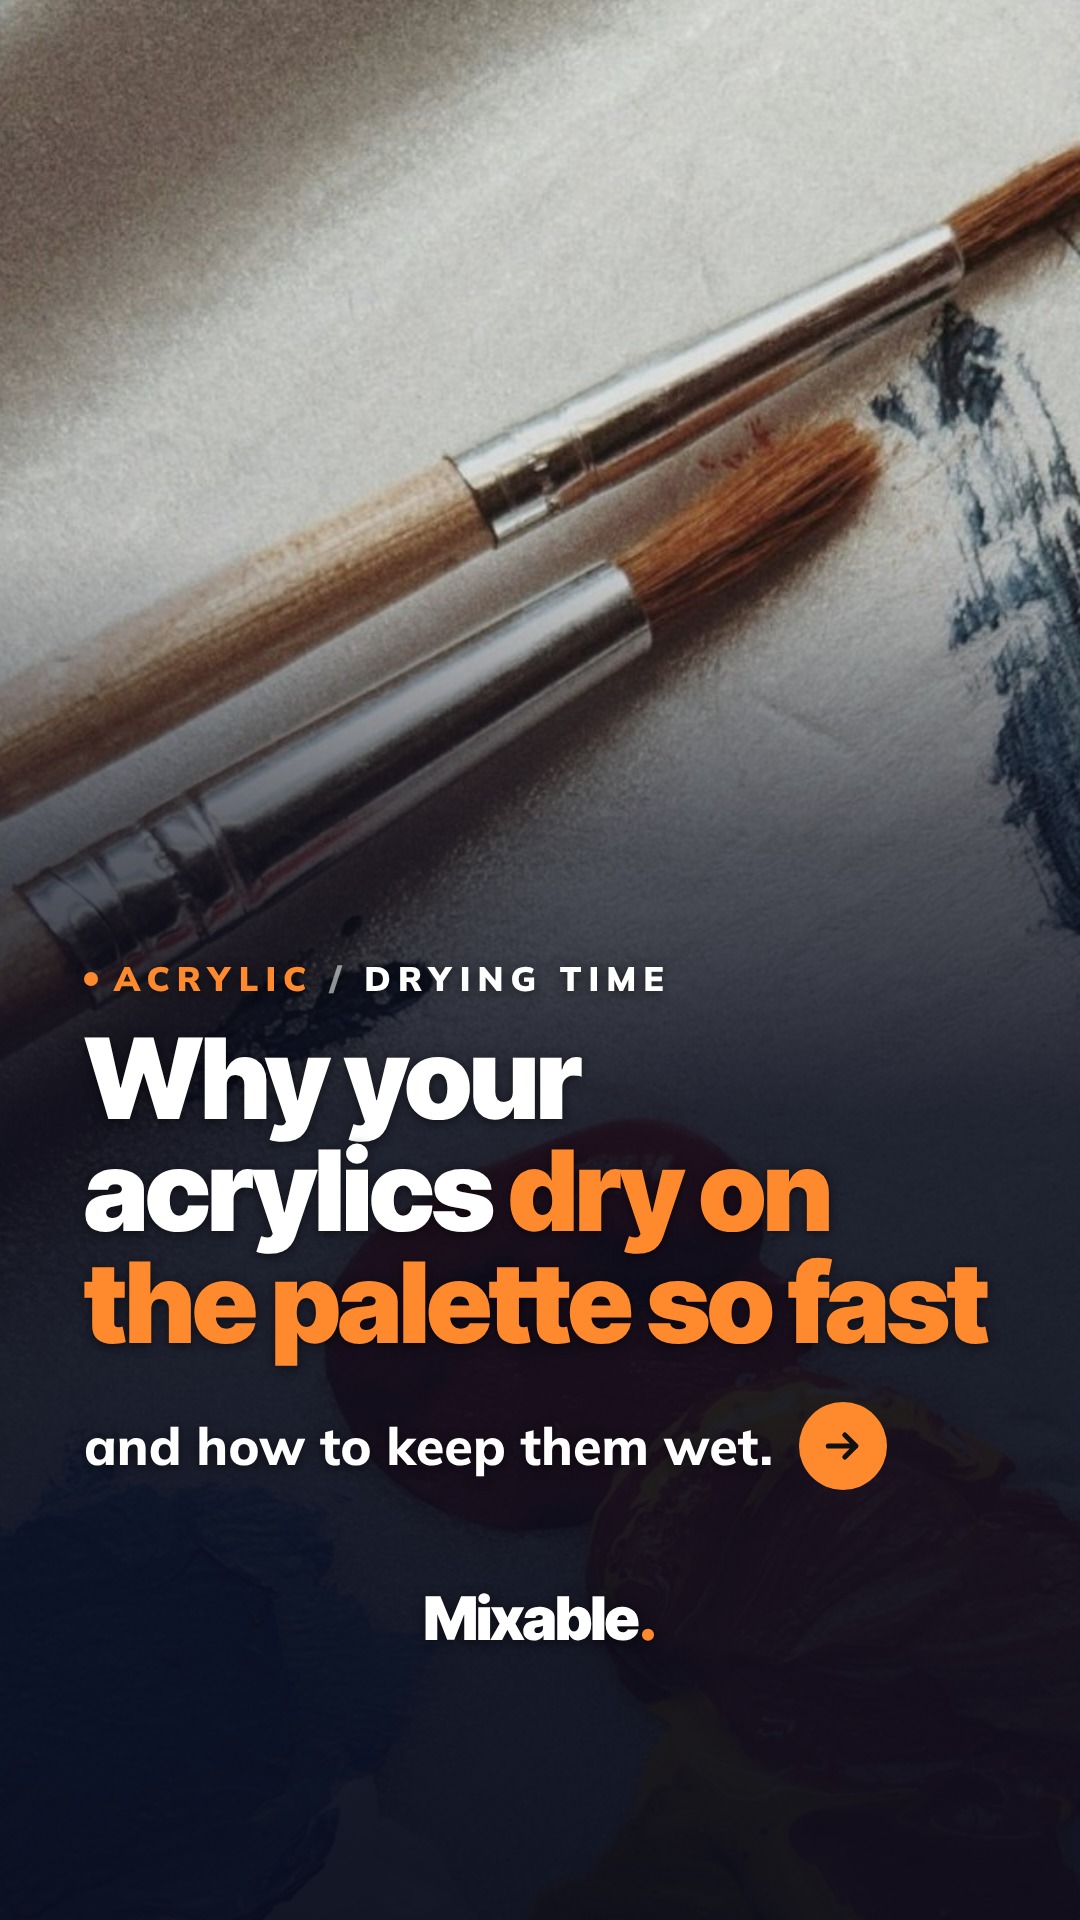 • ACRYLIC / DRYING TIME
Why your
acrylics dry on
the palette so fast
and how to keep them wet.
Mixable.